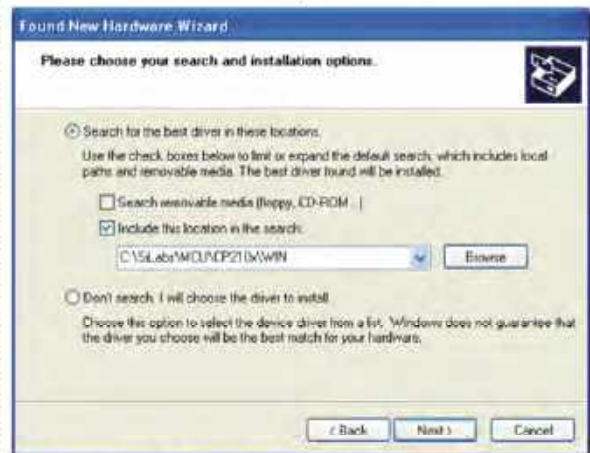 Found New Hardware Wizard
Please choose your search and installation options.
Search for the best driver in these locations.
Use the check boxes below to limit or expand the default search, which includes local
paths and removable media. The best driver found will be installed.
Search removable media (floppy, CD-ROM...)
Include this location in the search:
C:\SiLabs\MCU\CP210x\WIN
Browse
Don't search. I will choose the driver to install.
Choose this option to select the device driver from a list. Windows does not guarantee that
the driver you choose will be the best match for your hardware.
< Back
Next >
Cancel